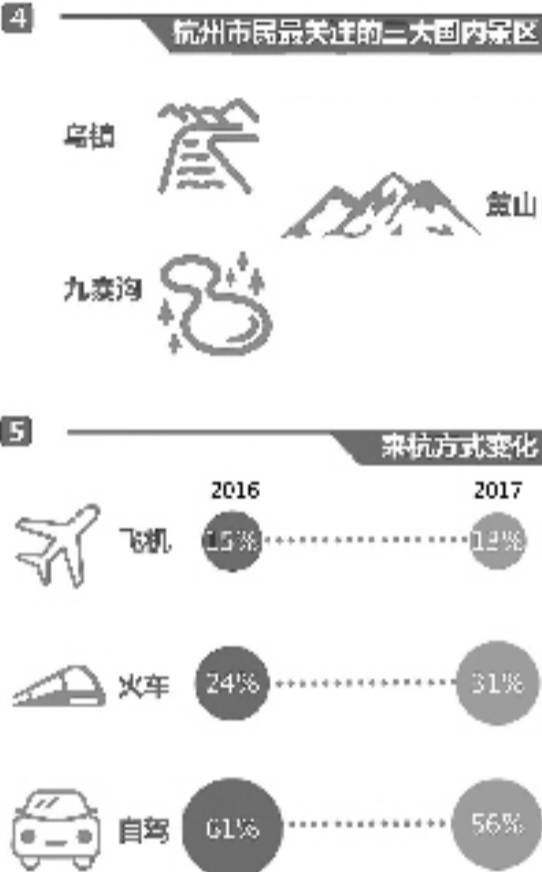 4
杭州市民最关注的三大国内景区
乌镇
黄山
九寨沟
5
来杭方式变化
2016 2017
飞机 15% 13%
火车 24% 31%
自驾 61% 56%